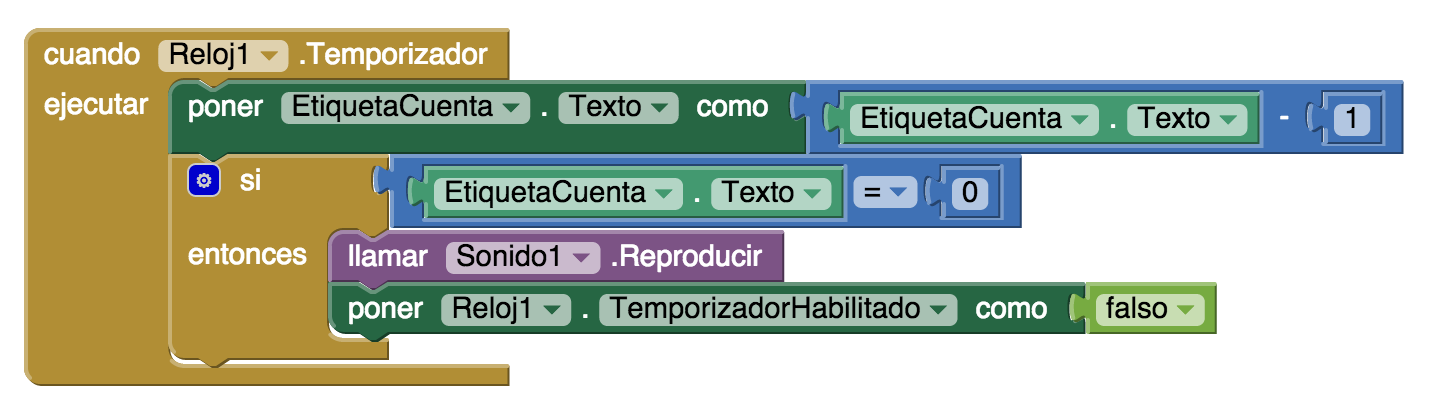 cuando Reloj1 .Temporizador
ejecutar poner EtiquetaCuenta . Texto como EtiquetaCuenta . Texto - 1
si EtiquetaCuenta . Texto = 0
entonces llamar Sonido1 .Reproducir
poner Reloj1 . TemporizadorHabilitado como falso